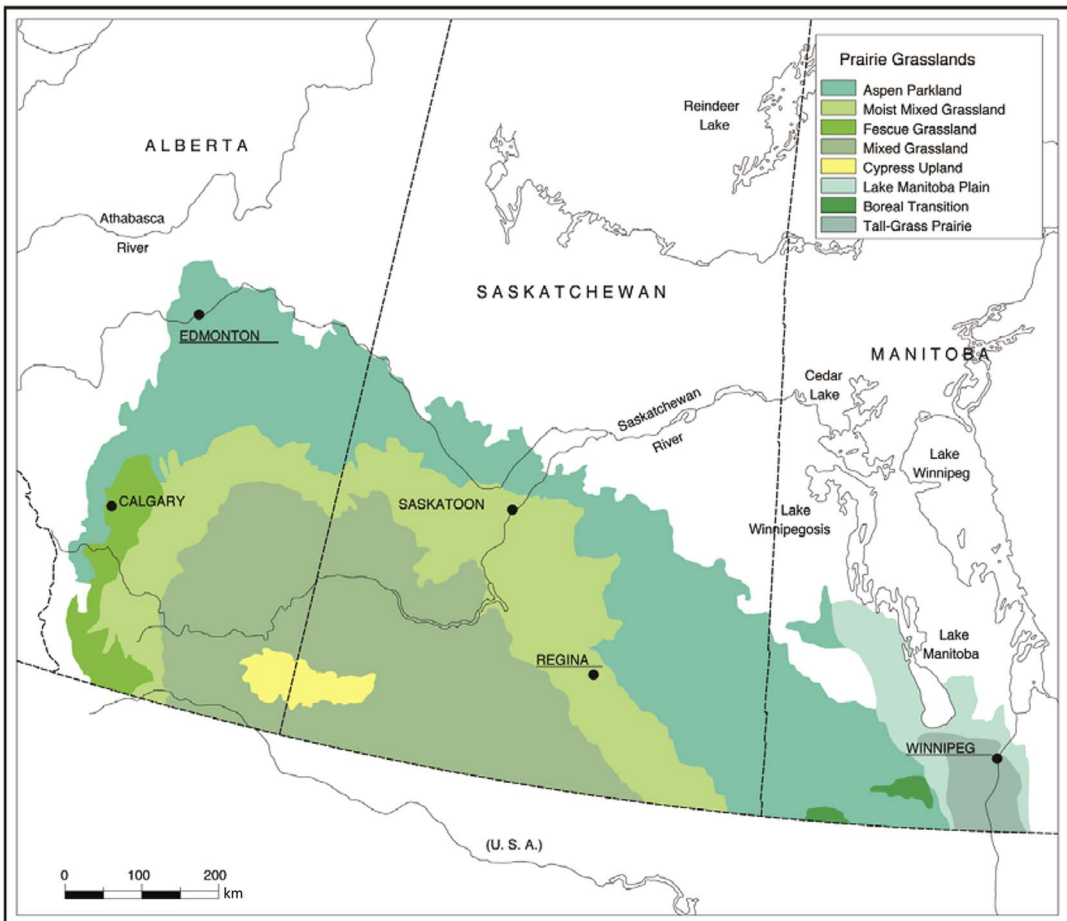 Prairie Grasslands
Aspen Parkland
Moist Mixed Grassland
Fescue Grassland
Mixed Grassland
Cypress Upland
Lake Manitoba Plain
Boreal Transition
Tall-Grass Prairie
Reindeer
Lake
ALBERTA
Athabasca
River
SASKATCHEWAN
EDMONTON
MANITOBA
Cedar
Lake
Saskatchewan
River
Lake
Winnipeg
CALGARY
SASKATOON
Lake
Winnipegosis
Lake
Manitoba
REGINA
WINNIPEG
(U. S. A.)
0 100 200
km